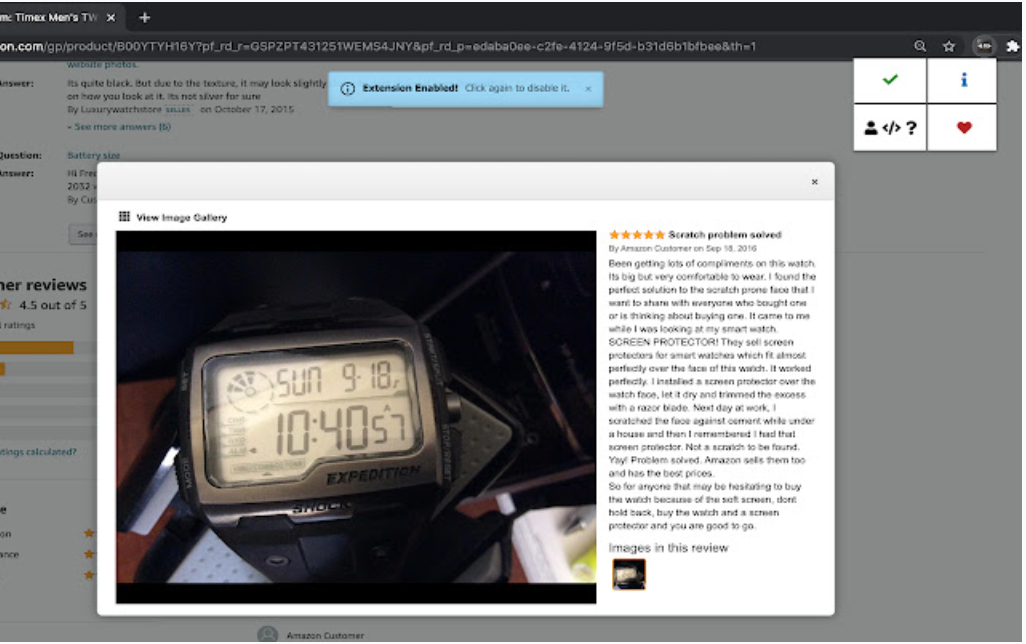 m: Timex Men's TW ×
+
on.com/gp/product/B00YTYH16Y?pf_rd_r=GSPZPT431251WEMS4JNY&pf_rd_p=edaba0ee-c2fe-4124-9f5d-b31d6b1bfbee&th=1
website photos.
Answer: Its quite black. But due to the texture, it may look slightly
on how you look at it. Its not silver for sure
By Luxurywatchstore SELLER on October 17, 2015
See more answers (6)
Extension Enabled! Click again to disable it. ×
i
</> ?
Question: Battery size
Answer: Hi Fre
2032
By Cus
See
×
View Image Gallery
SUN 9-18,
A
10:40 57
SET
MODE
EXPEDITION
SHOCK
Scratch problem solved
By Amazon Customer on Sep 18, 2016
Been getting lots of compliments on this watch.
Its big but very comfortable to wear. I found the
perfect solution to the scratch prone face that I
want to share with everyone who bought one
or is thinking about buying one. It came to me
while I was looking at my smart watch.
SCREEN PROTECTOR! They sell screen
protectors for smart watches which fit almost
perfectly over the face of this watch. It worked
perfectly. I installed a screen protector over the
watch face, let it dry and trimmed the excess
with a razor blade. Next day at work, I
scratched the face against cement while under
a house and then I remembered I had that
screen protector. Not a scratch to be found.
Yay! Problem solved. Amazon sells them too
and has the best prices.
So for anyone that may be hesitating to buy
the watch because of the soft screen, dont
hold back, buy the watch and a screen
protector and you are good to go.
Images in this review
ner reviews
4.5 out of 5
ratings
tings calculated?
e
on
ance
Amazon Customer